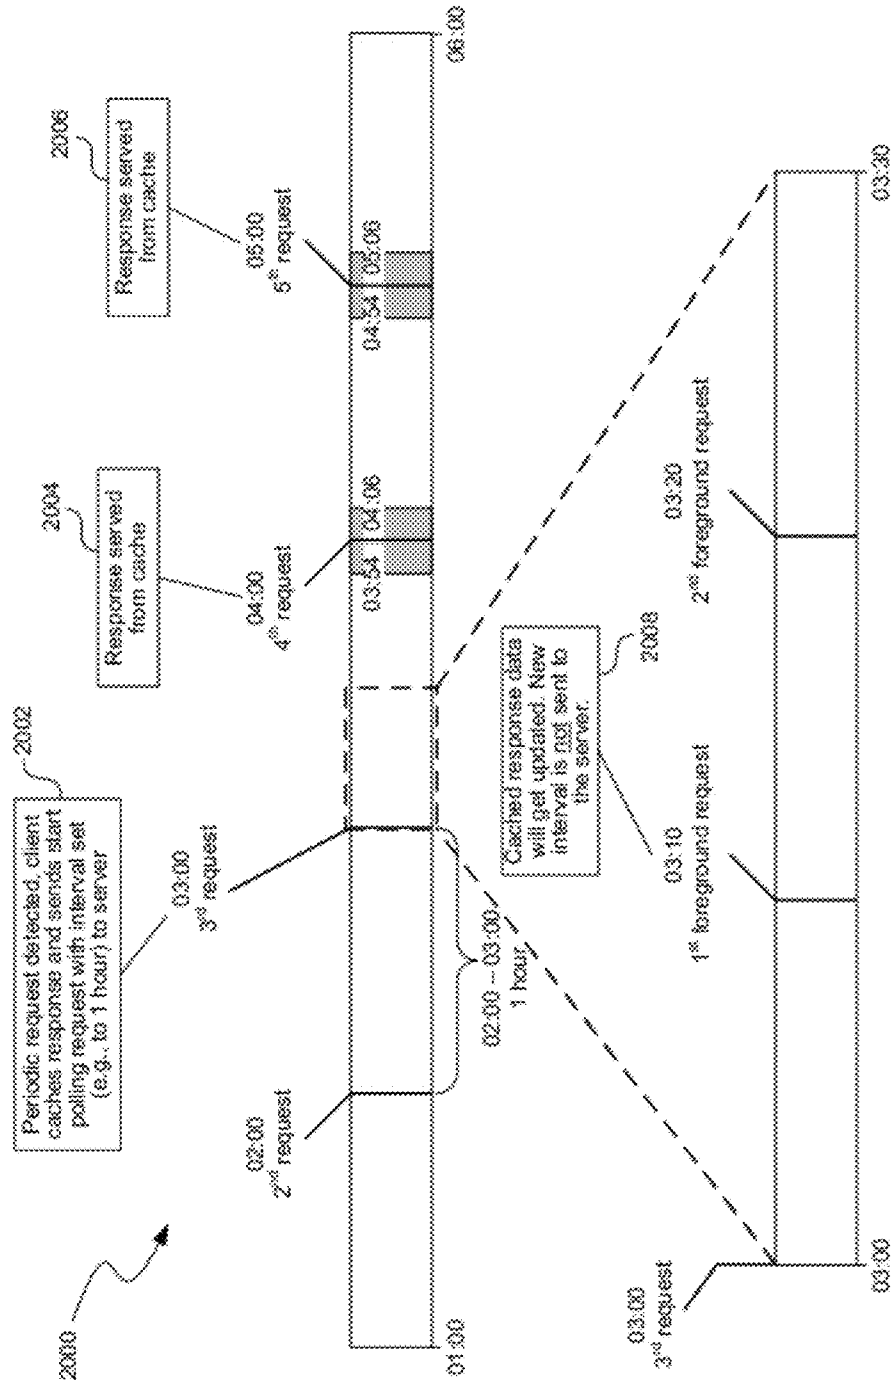 2000
2002
Periodic request detected, client
caches response and sends start
polling request with interval set
(e.g., to 1 hour) to server
2004
Response served
from cache
2006
Response served
from cache
02:00
2nd request
03:00
3rd request
04:00
4th request
05:00
5th request
03:54
04:06
04:54
05:06
01:00
06:00
02:00 – 03:00
1 hour
Cached response data
will get updated. New
interval is not sent to
the server.
2008
03:00
3rd request
03:10
1st foreground request
03:20
2nd foreground request
03:00
03:30